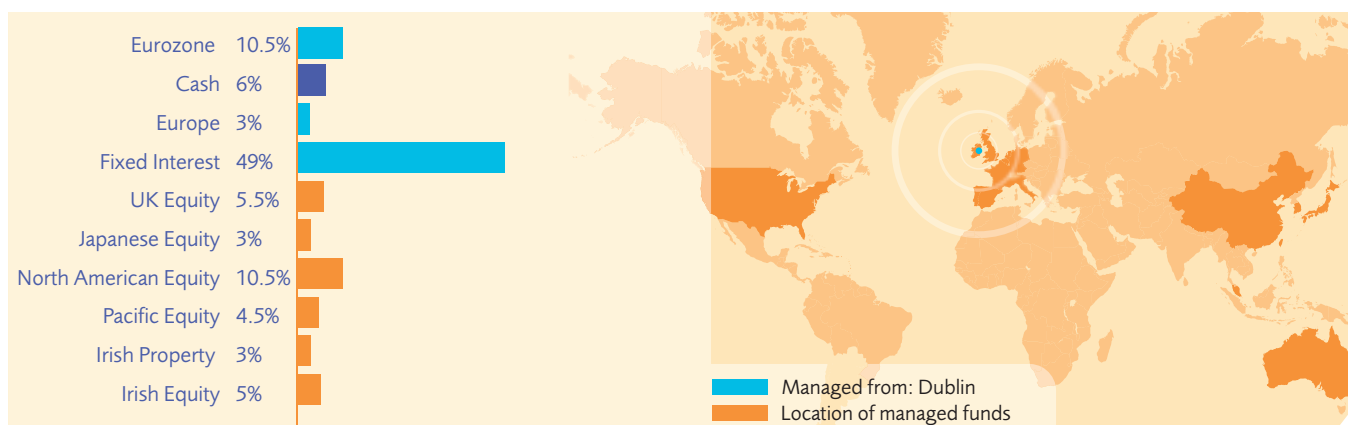 Eurozone 10.5%
Cash 6%
Europe 3%
Fixed Interest 49%
UK Equity 5.5%
Japanese Equity 3%
North American Equity 10.5%
Pacific Equity 4.5%
Irish Property 3%
Irish Equity 5%
Managed from: Dublin
Location of managed funds